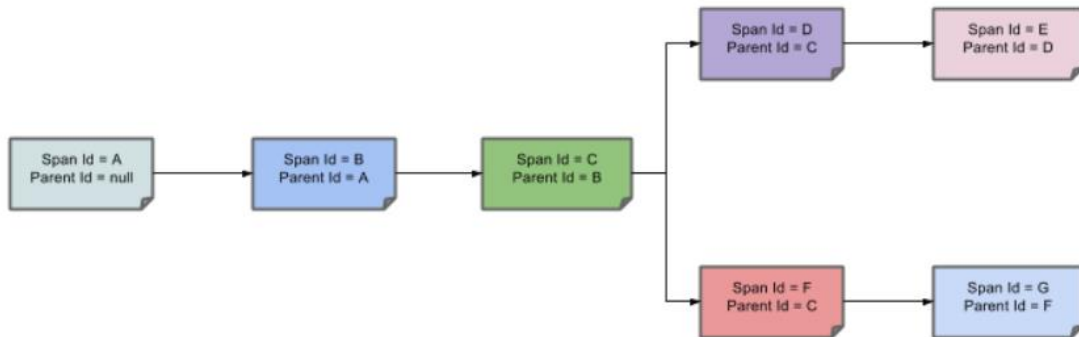 Span Id = A
Parent Id = null
Span Id = B
Parent Id = A
Span Id = C
Parent Id = B
Span Id = D
Parent Id = C
Span Id = E
Parent Id = D
Span Id = F
Parent Id = C
Span Id = G
Parent Id = F